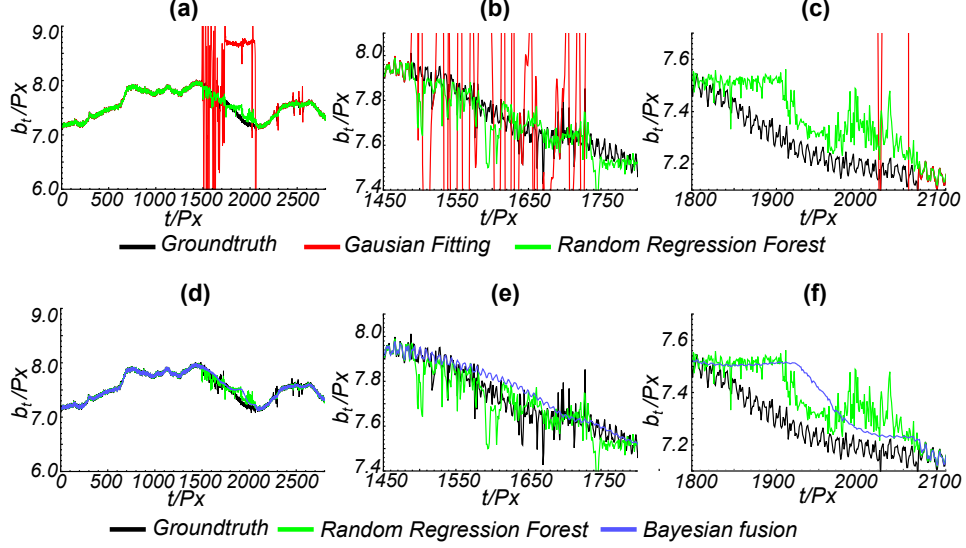 (a) (b) (c)
9.0 8.0 7.6
8.0 7.8 7.4
7.0 7.6 7.2
6.0 7.4
b_t/Px b_t/Px b_t/Px
0 500 1000 1500 2000 2500 1450 1550 1650 1750 1800 1900 2000 2100
t/Px t/Px t/Px
Groundtruth Gausian Fitting Random Regression Forest
(d) (e) (f)
9.0 8.0 7.6
8.0 7.8 7.4
7.0 7.6 7.2
6.0 7.4
b_t/Px b_t/Px b_t/Px
0 500 1000 1500 2000 2500 1450 1550 1650 1750 1800 1900 2000 2100
t/Px t/Px t/Px
Groundtruth Random Regression Forest Bayesian fusion